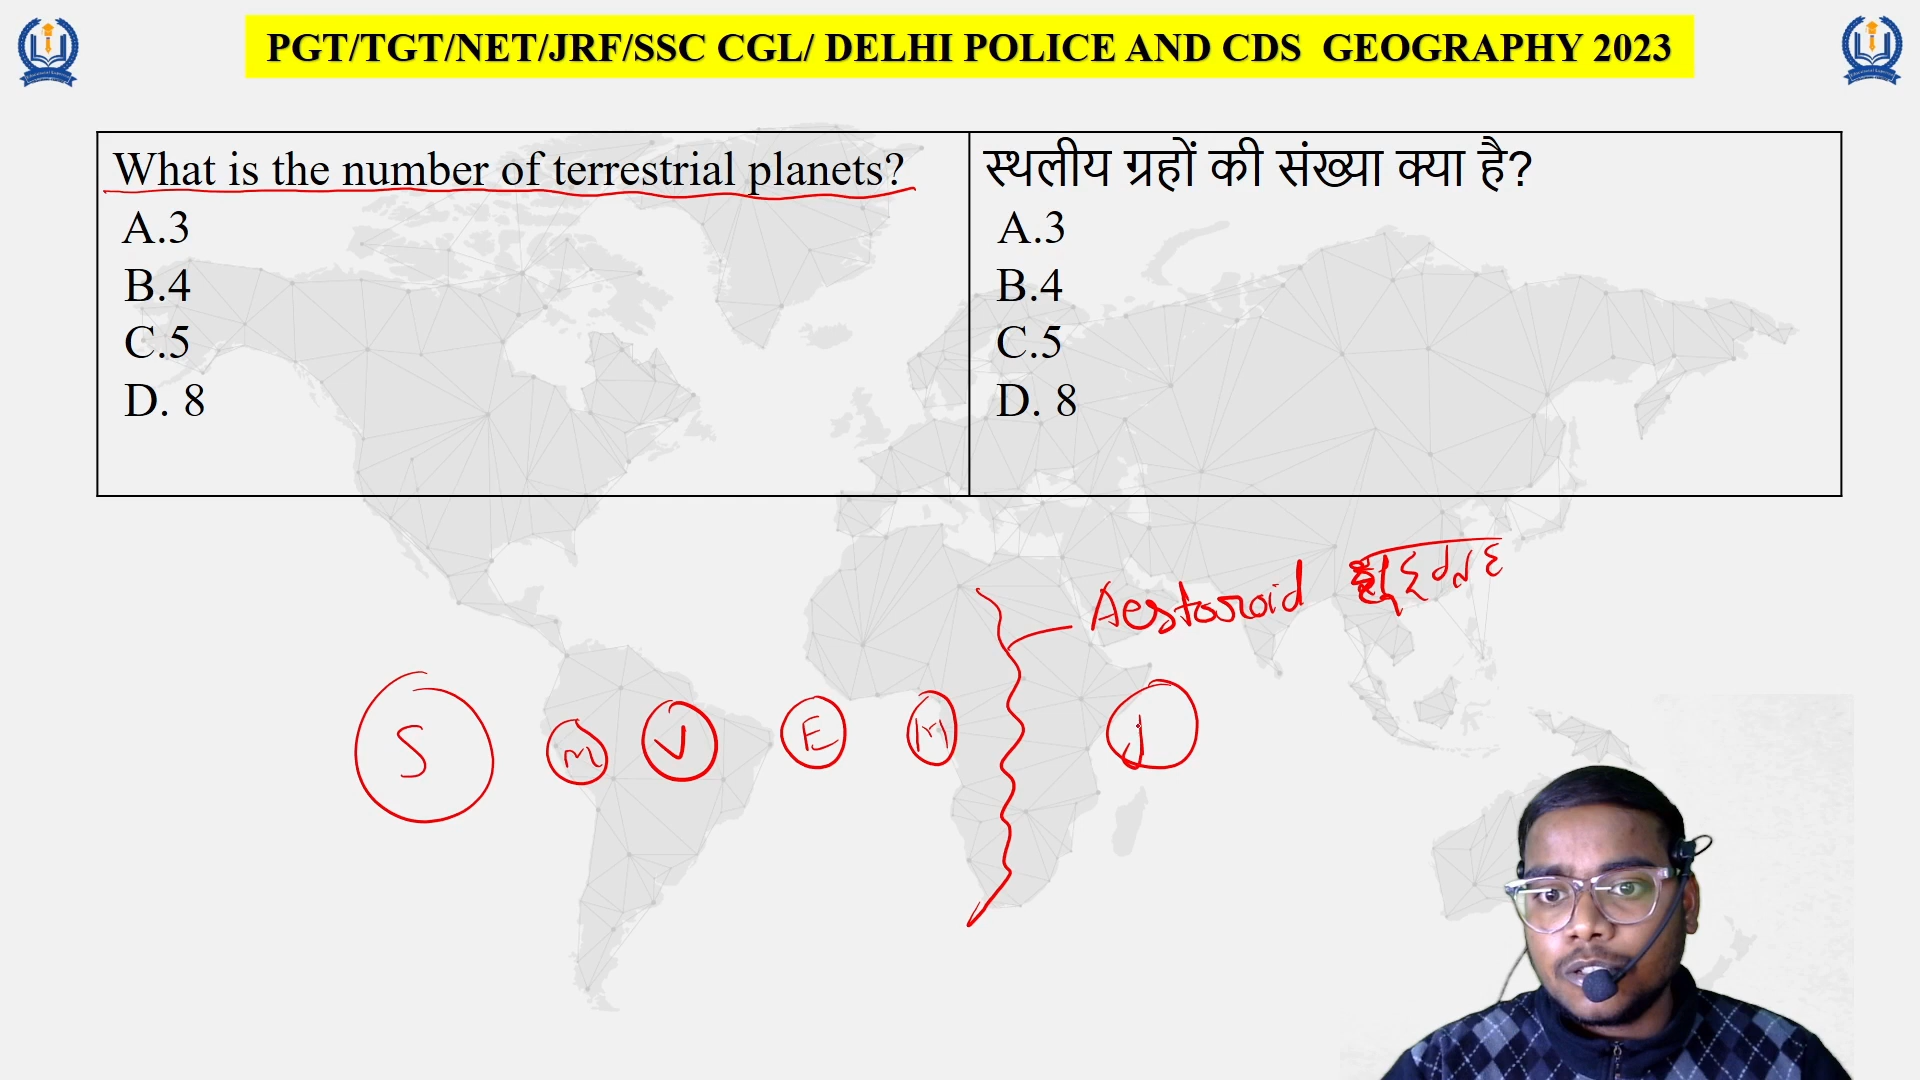 PGT/TGT/NET/JRF/SSC CGL/ DELHI POLICE AND CDS GEOGRAPHY 2023
What is the number of terrestrial planets?
A.3
B.4
C.5
D. 8
स्थलीय ग्रहों की संख्या क्या है?
A.3
B.4
C.5
D. 8
Aestoroid
S M V E M J